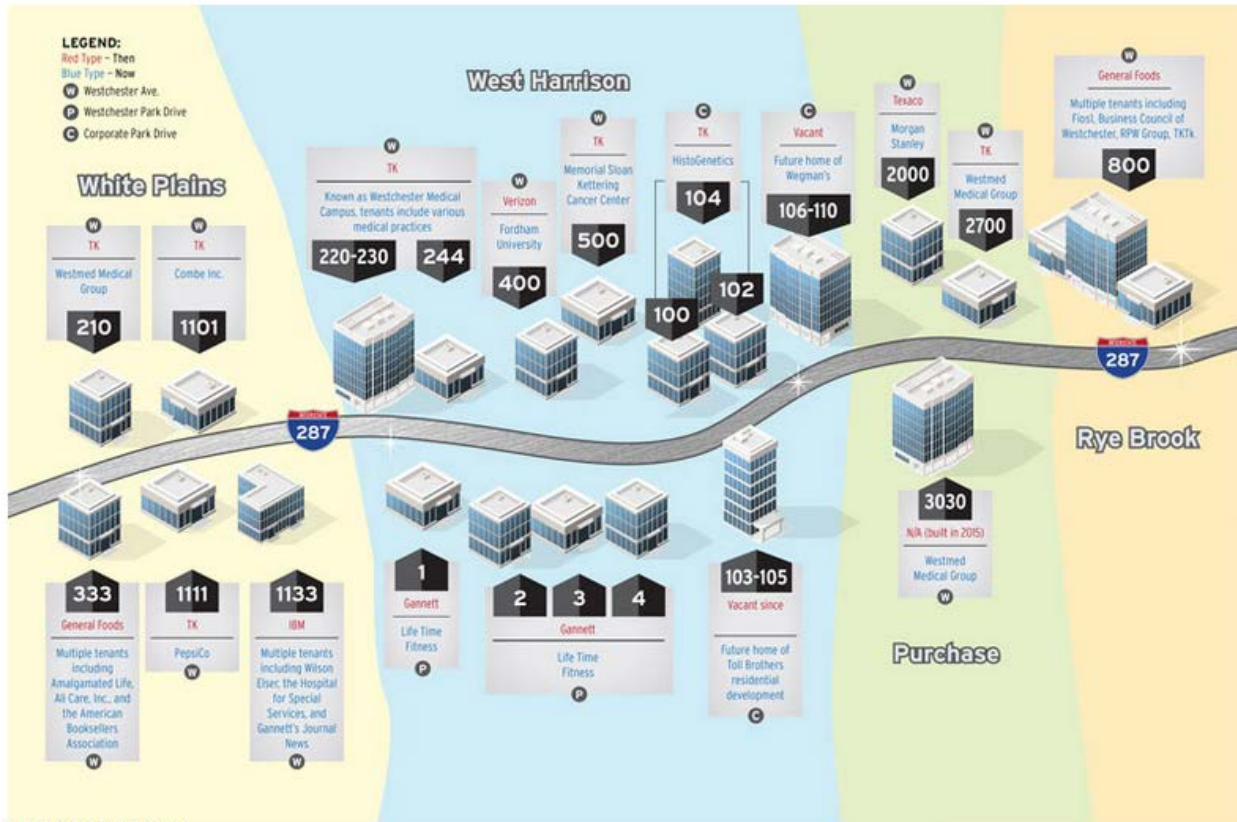 LEGEND:
Red Type – Then
Blue Type – Now
W Westchester Ave.
P Westchester Park Drive
C Corporate Park Drive
White Plains
West Harrison
W
TK
Westmed Medical
Group
210
W
TK
Combe Inc.
1101
W
TK
Known as Westchester Medical
Campus, tenants include various
medical practices
220-230
244
W
Verizon
Fordham
University
400
W
TK
Memorial Sloan
Kettering
Cancer Center
500
C
TK
HistoGenetics
104
100
102
C
Vacant
Future home of
Wegman's
106-110
W
Texaco
Morgan
Stanley
2000
W
TK
Westmed
Medical Group
2700
W
General Foods
Multiple tenants including
Fiost, Business Council of
Westchester, RPW Group, TKTk.
800
287
287
Rye Brook
333
General Foods
Multiple tenants
including
Amalgamated Life,
Ali Care, Inc., and
the American
Booksellers
Association
W
1111
TK
PepsiCo
W
1133
IBM
Multiple tenants
including Wilson
Elser, the Hospital
for Special
Services, and
Gannett's Journal
News
W
1
Gannett
Life Time
Fitness
P
2
3
4
Gannett
Life Time
Fitness
P
103-105
Vacant since
Future home of
Toll Brothers
residential
development
C
3030
N/A (built in 2015)
Westmed
Medical Group
W
Purchase